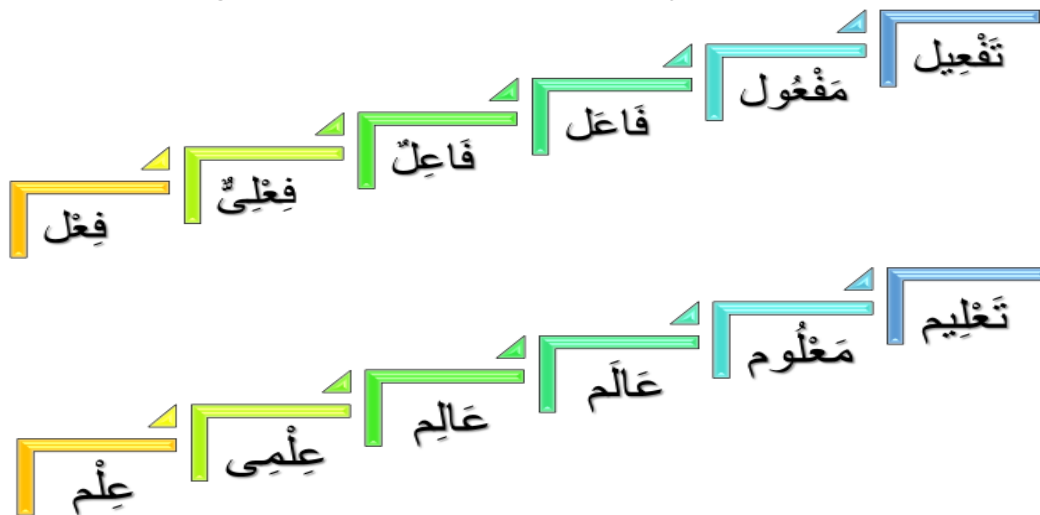 تَفْعِيل
مَفْعُول
فَاعَل
فَاعِلٌ
فِعْلِىٌّ
فِعْل
تَعْلِيم
مَعْلُوم
عَالَم
عَالِم
عِلْمِى
عِلْم